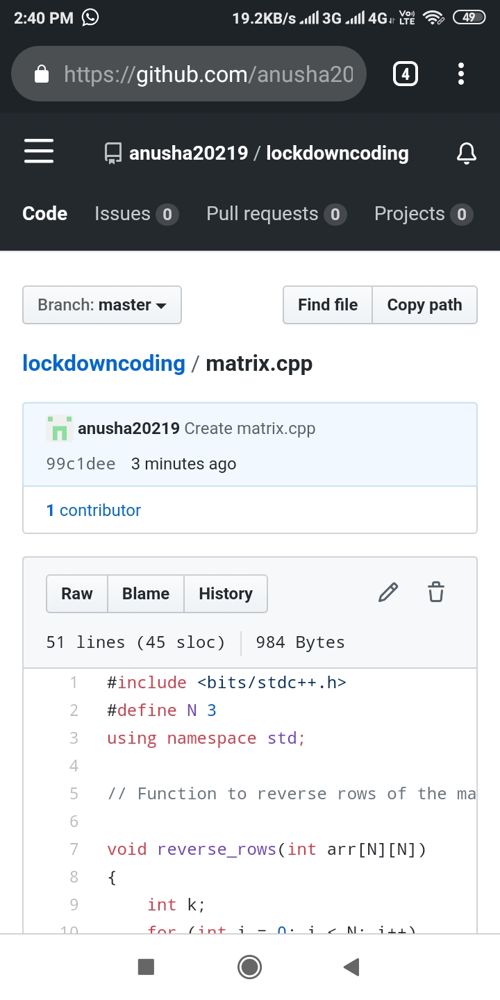 2:40 PM 19.2KB/s 3G 4G Vo) LTE 49
https://github.com/anusha20 4
anusha20219 / lockdowncoding
Code Issues 0 Pull requests 0 Projects 0
Branch: master Find file Copy path
lockdowncoding / matrix.cpp
anusha20219 Create matrix.cpp
99c1dee 3 minutes ago
1 contributor
Raw Blame History
51 lines (45 sloc) 984 Bytes
1 #include <bits/stdc++.h>
2 #define N 3
3 using namespace std;
4
5 // Function to reverse rows of the ma
6
7 void reverse_rows(int arr[N][N])
8 {
9 int k;
10 for (int i = 0; i < N; i++)